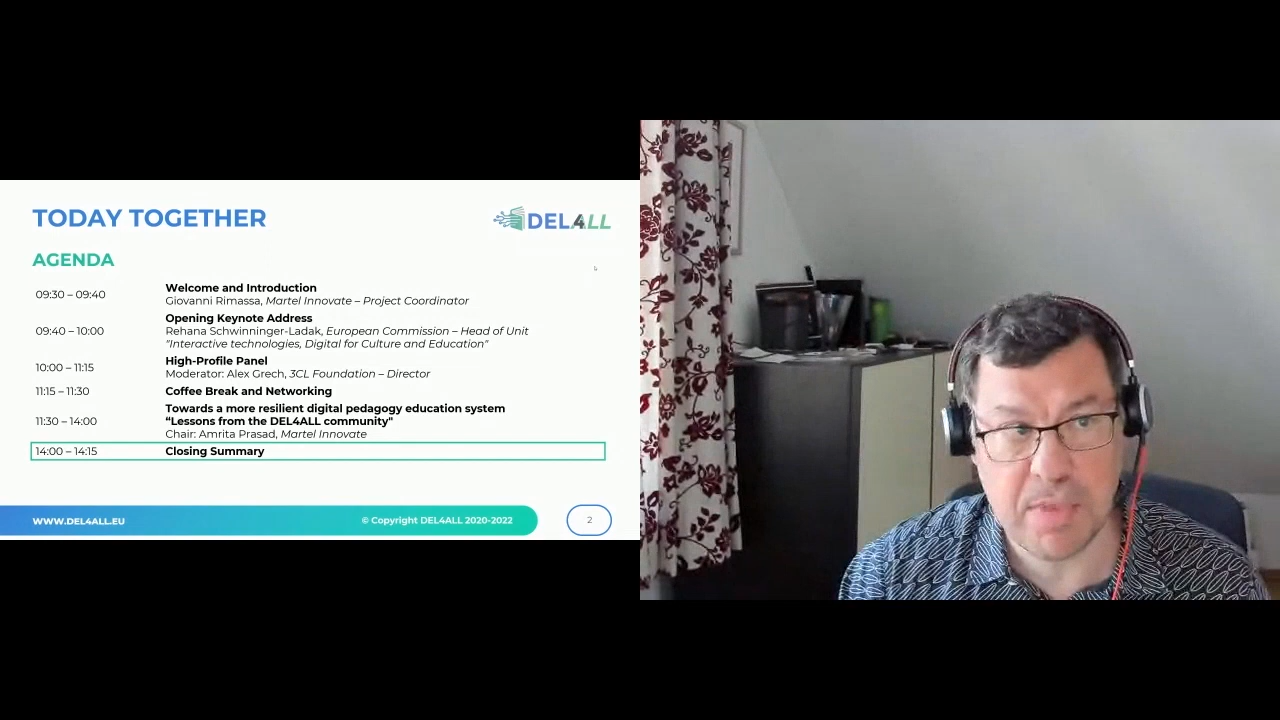 TODAY TOGETHER
DEL4ALL
AGENDA
09:30 – 09:40
Welcome and Introduction
Giovanni Rimassa, Martel Innovate – Project Coordinator
09:40 – 10:00
Opening Keynote Address
Rehana Schwinninger-Ladak, European Commission – Head of Unit
"Interactive technologies, Digital for Culture and Education"
10:00 – 11:15
High-Profile Panel
Moderator: Alex Grech, 3CL Foundation – Director
11:15 – 11:30
Coffee Break and Networking
11:30 – 14:00
Towards a more resilient digital pedagogy education system
“Lessons from the DEL4ALL community"
Chair: Amrita Prasad, Martel Innovate
14:00 – 14:15
Closing Summary
WWW.DEL4ALL.EU
© Copyright DEL4ALL 2020-2022
2